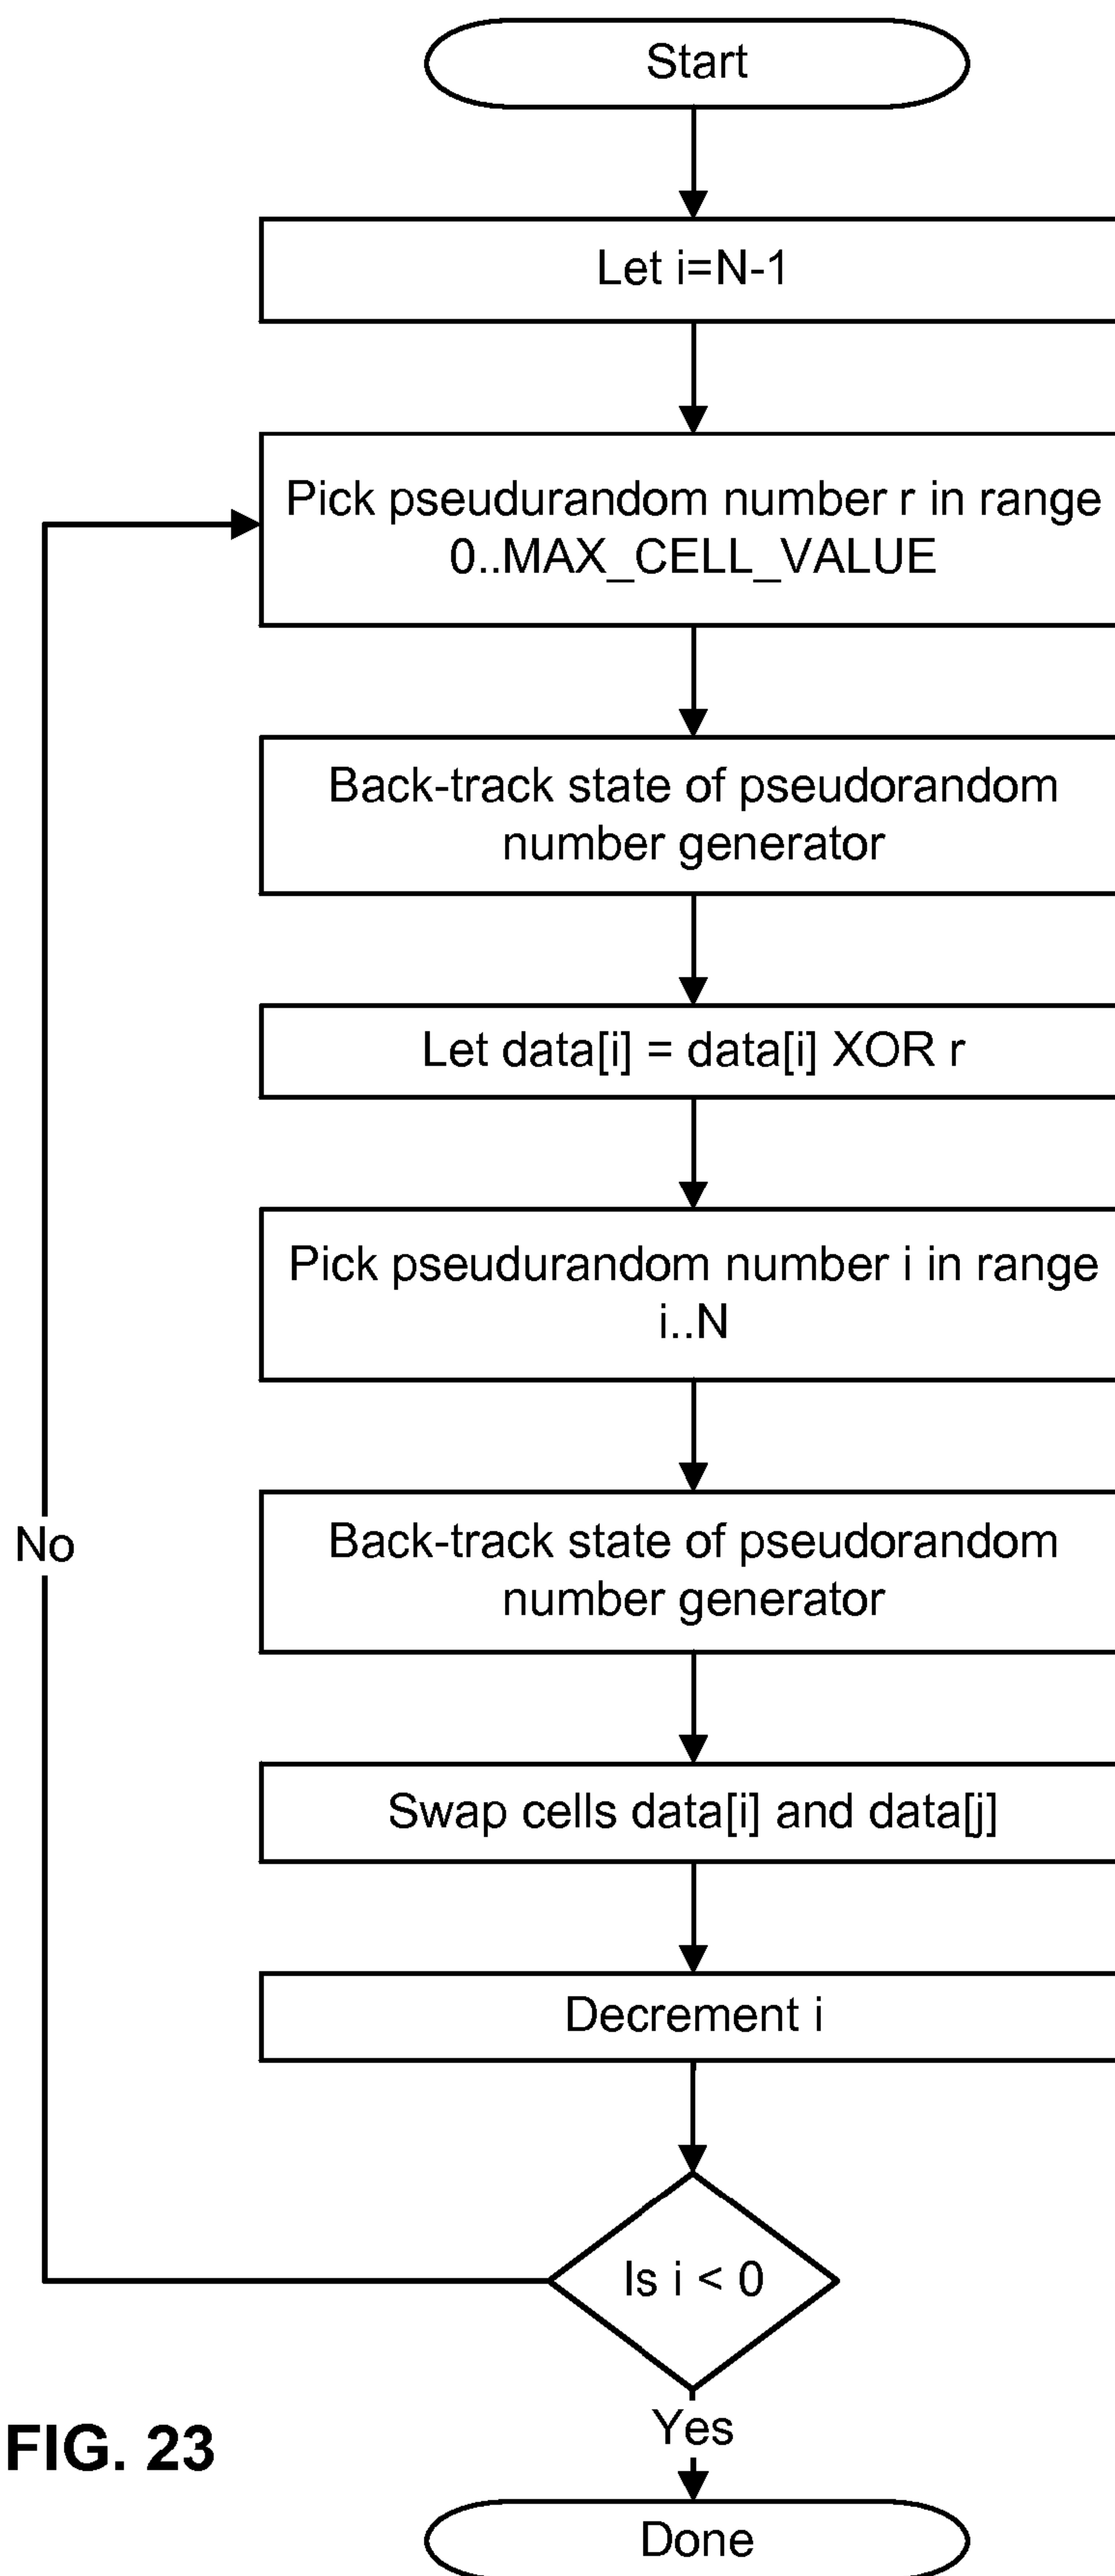 Start
Let i=N-1
Pick pseudurandom number r in range
0..MAX_CELL_VALUE
Back-track state of pseudorandom
number generator
Let data[i] = data[i] XOR r
Pick pseudurandom number i in range
i..N
Back-track state of pseudorandom
number generator
No
Swap cells data[i] and data[j]
Decrement i
Is i < 0
Yes
FIG. 23
Done